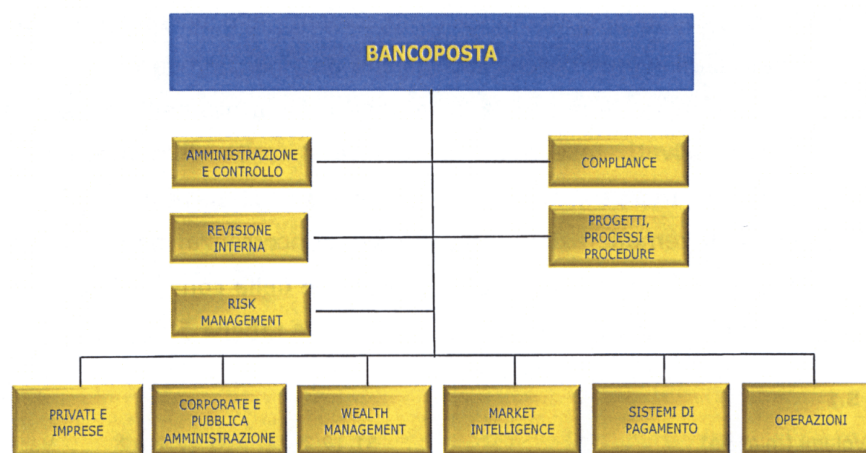 BANCOPOSTA
AMMINISTRAZIONE
E CONTROLLO
COMPLIANCE
REVISIONE
INTERNA
PROGETTI,
PROCESSI E
PROCEDURE
RISK
MANAGEMENT
PRIVATI E
IMPRESE
CORPORATE E
PUBBLICA
AMMINISTRAZIONE
WEALTH
MANAGEMENT
MARKET
INTELLIGENCE
SISTEMI DI
PAGAMENTO
OPERAZIONI